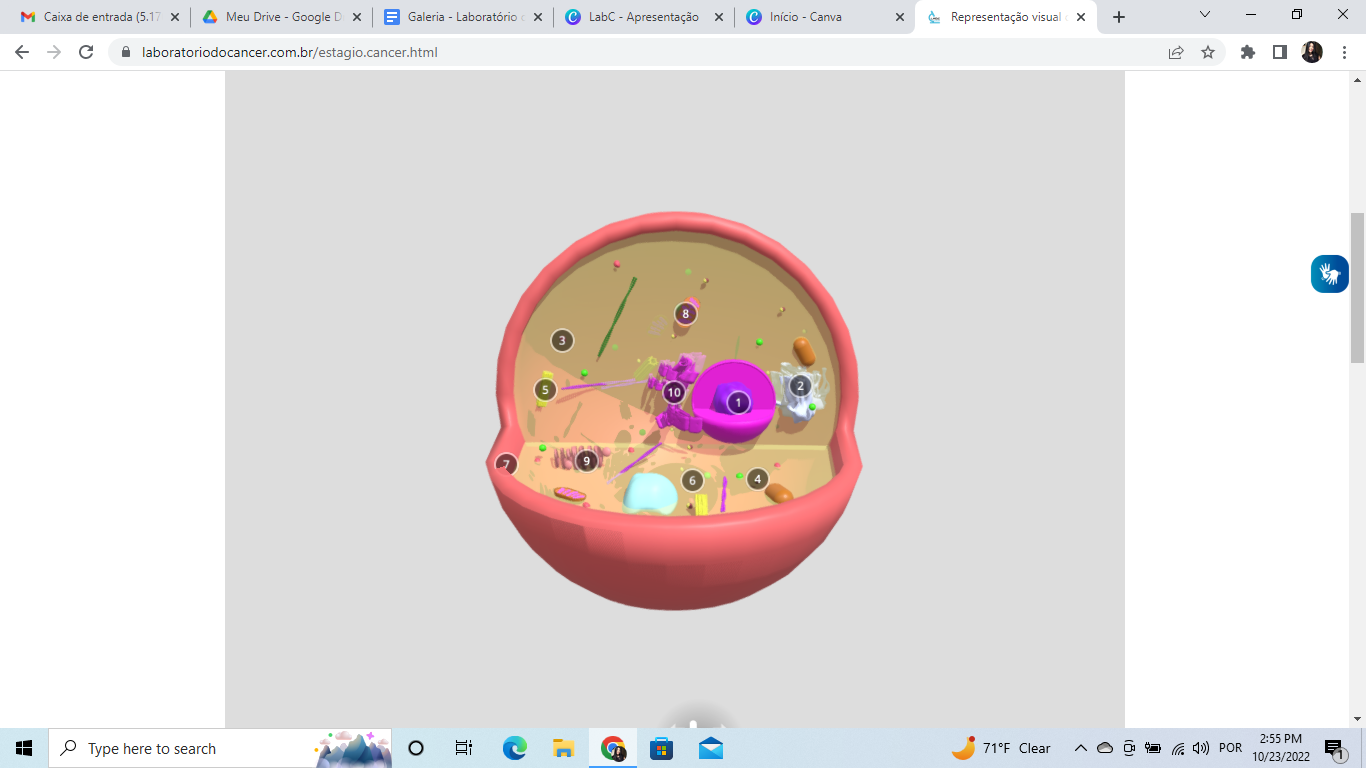 Caixa de entrada (5.17
Meu Drive - Google D
Galeria - Laboratório
LabC - Apresentação
Início - Canva
Representação visual
laboratoriodocancer.com.br/estagio.cancer.html
8
3
2
5
10
1
9
7
6
4
Type here to search
71°F Clear
POR
2:55 PM
10/23/2022
1